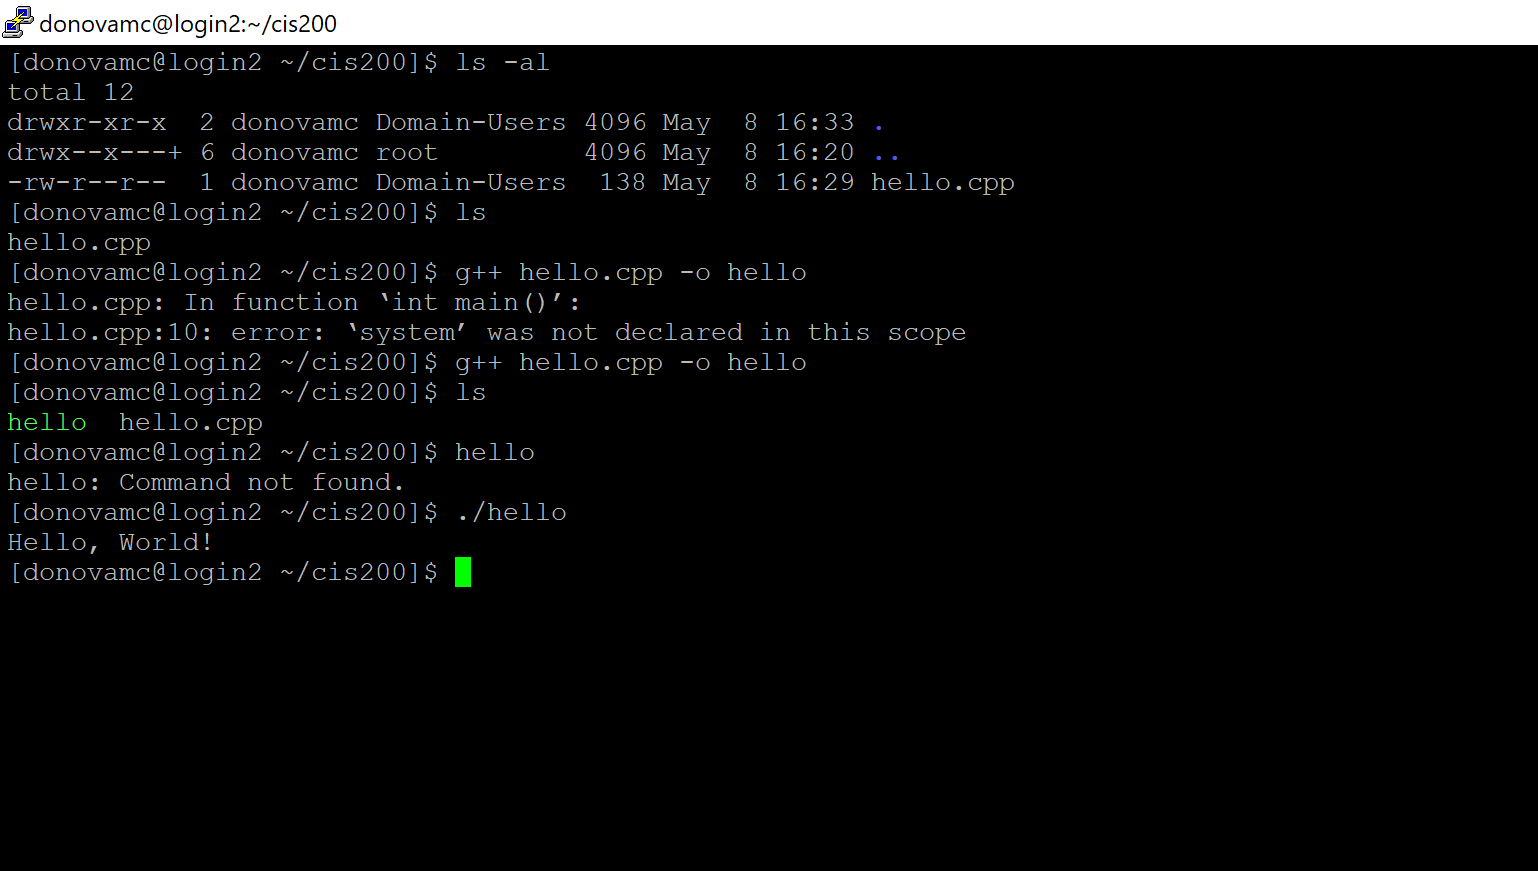 donovamc@login2:~/cis200
[donovamc@login2 ~/cis200]$ ls -al
total 12
drwxr-xr-x  2 donovamc Domain-Users 4096 May  8 16:33 .
drwx--x---+ 6 donovamc root         4096 May  8 16:20 ..
-rw-r--r--  1 donovamc Domain-Users  138 May  8 16:29 hello.cpp
[donovamc@login2 ~/cis200]$ ls
hello.cpp
[donovamc@login2 ~/cis200]$ g++ hello.cpp -o hello
hello.cpp: In function ‘int main()’:
hello.cpp:10: error: ‘system’ was not declared in this scope
[donovamc@login2 ~/cis200]$ g++ hello.cpp -o hello
[donovamc@login2 ~/cis200]$ ls
hello  hello.cpp
[donovamc@login2 ~/cis200]$ hello
hello: Command not found.
[donovamc@login2 ~/cis200]$ ./hello
Hello, World!
[donovamc@login2 ~/cis200]$